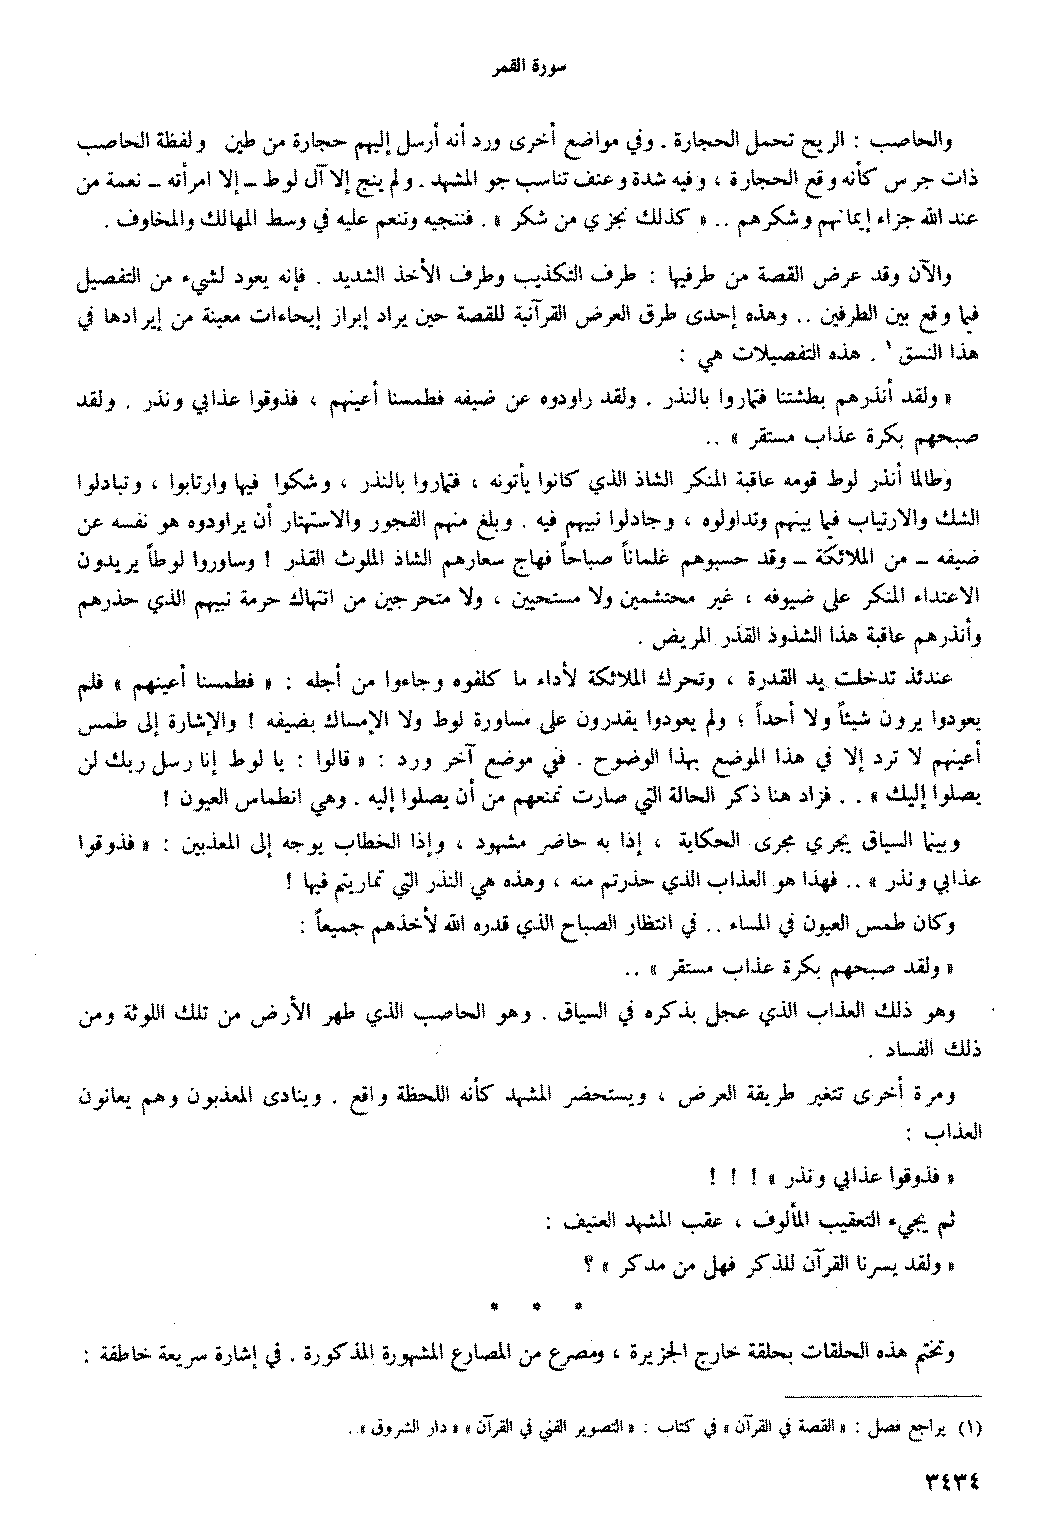 سورة القمر
والحاصب : الريح تحمل الحجارة . وفي مواضع أخرى ورد أنه أرسل إليهم حجارة من طين ولفظة الحاصب
ذات جرس كأنه وقع الحجارة ، وفيه شدة وعنف تناسب جو المشهد . ولم ينج إلا آل لوط – إلا امرأته – نعمة من
عند الله جزاء إيمانهم وشكرهم .. « كذلك نجزي من شكر » . فننجيه وننعم عليه في وسط المهالك والمخاوف .
والآن وقد عرض القصة من طرفيها : طرف التكذيب وطرف الأخذ الشديد . فإنه يعود لشيء من التفصيل
فيما وقع بين الطرفين .. وهذه إحدى طرق العرض القرآنية للقصة حين يراد إبراز إيحاءات معينة من إيرادها في
هذا النسق ١ . هذه التفصيلات هي :
« ولقد أنذرهم بطشتنا فتماروا بالنذر . ولقد راودوه عن ضيفه فطمسنا أعينهم ، فذوقوا عذابي ونذر . ولقد
صبحهم بكرة عذاب مستقر » ..
وطالما أنذر لوط قومه عاقبة المنكر الشاذ الذي كانوا يأتونه ، فتماروا بالنذر ، وشكوا فيها وارتابوا ، وتبادلوا
الشك والارتياب فيما بينهم وتداولوه ، وجادلوا نبيهم فيه . وبلغ منهم الفجور والاستهتار أن يراودوه هو نفسه عن
ضيفه – من الملائكة – وقد حسبوهم غلماناً صباحاً فهاج سعارهم الشاذ الملوث القذر ! وساوروا لوطاً يريدون
الاعتداء المنكر على ضيوفه ، غير محتشمين ولا مستحيين ، ولا متحرجين من انتهاك حرمة نبيهم الذي حذرهم
وأنذرهم عاقبة هذا الشذوذ القذر المريض .
عندئذ تدخلت يد القدرة ، وتحرك الملائكة لأداء ما كلفوه وجاءوا من أجله : « فطمسنا أعينهم » فلم
يعودوا يرون شيئاً ولا أحداً ؛ ولم يعودوا يقدرون على مساورة لوط ولا الإمساك بضيفه ! والإشارة إلى طمس
أعينهم لا ترد إلا في هذا الموضع بهذا الوضوح . ففي موضع آخر ورد : « قالوا : يا لوط إنا رسل ربك لن
يصلوا إليك » .. فزاد هنا ذكر الحالة التي صارت تمنعهم من أن يصلوا إليه . وهي انطماس العيون !
وبينما السياق يجري مجرى الحكاية ، إذا به حاضر مشهود ، وإذا الخطاب يوجه إلى المعذبين : « فذوقوا
عذابي ونذر » .. فهذا هو العذاب الذي حذرتم منه ، وهذه هي النذر التي تماريتم فيها !
وكان طمس العيون في المساء .. في انتظار الصباح الذي قدره الله لأخذهم جميعاً :
« ولقد صبحهم بكرة عذاب مستقر » ..
وهو ذلك العذاب الذي عجل بذكره في السياق . وهو الحاصب الذي طهر الأرض من تلك اللوثة ومن
ذلك الفساد .
ومرة أخرى تتغير طريقة العرض ، ويستحضر المشهد كأنه اللحظة واقع . وينادى المعذبون وهم يعانون
العذاب :
« فذوقوا عذابي ونذر » ! ! !
ثم يجيء التعقيب المألوف ، عقب المشهد العنيف :
« ولقد يسرنا القرآن للذكر فهل من مدكر » ؟
* * *
وتختم هذه الحلقات بحلقة خارج الجزيرة ، ومصرع من المصارع المشهورة المذكورة . في إشارة سريعة خاطفة :
(١) يراجع فصل : « القصة في القرآن » في كتاب : « التصوير الفني في القرآن » « دار الشروق » .
٣٤٣٤